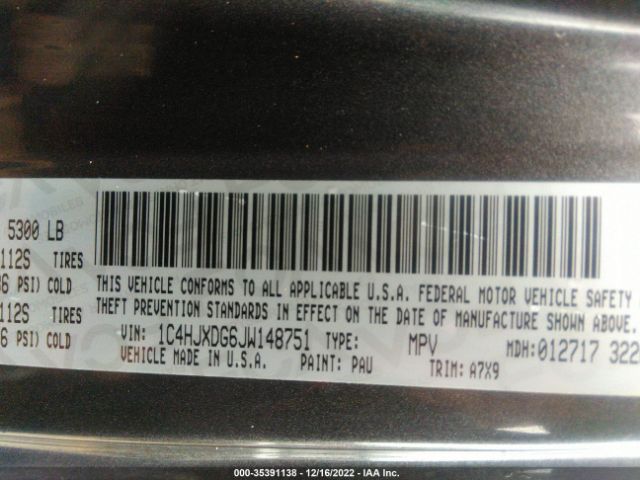 5300 LB
112S TIRES
6 PSI) COLD
112S TIRES
6 PSI) COLD
THIS VEHICLE CONFORMS TO ALL APPLICABLE U.S.A. FEDERAL MOTOR VEHICLE SAFETY
THEFT PREVENTION STANDARDS IN EFFECT ON THE DATE OF MANUFACTURE SHOWN ABOVE.
VIN: 1C4HJXDG6JW148751 TYPE: MPV MDH:012717 322
VEHICLE MADE IN U.S.A. PAINT: PAU TRIM: A7X9
000-35391138 - 12/16/2022 - IAA Inc.